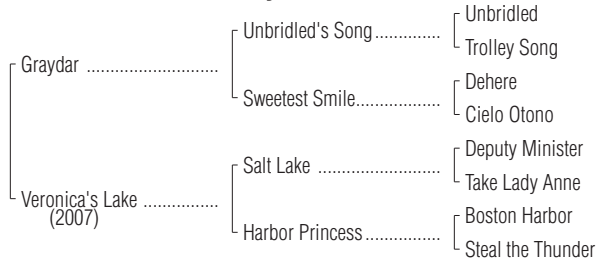 Unbridled
Unbridled's Song..............
Trolley Song
Graydar ...........................
Dehere
Sweetest Smile..................
Cielo Otono
Deputy Minister
Salt Lake .........................
Take Lady Anne
Veronica's Lake ................
(2007)
Boston Harbor
Harbor Princess................
Steal the Thunder